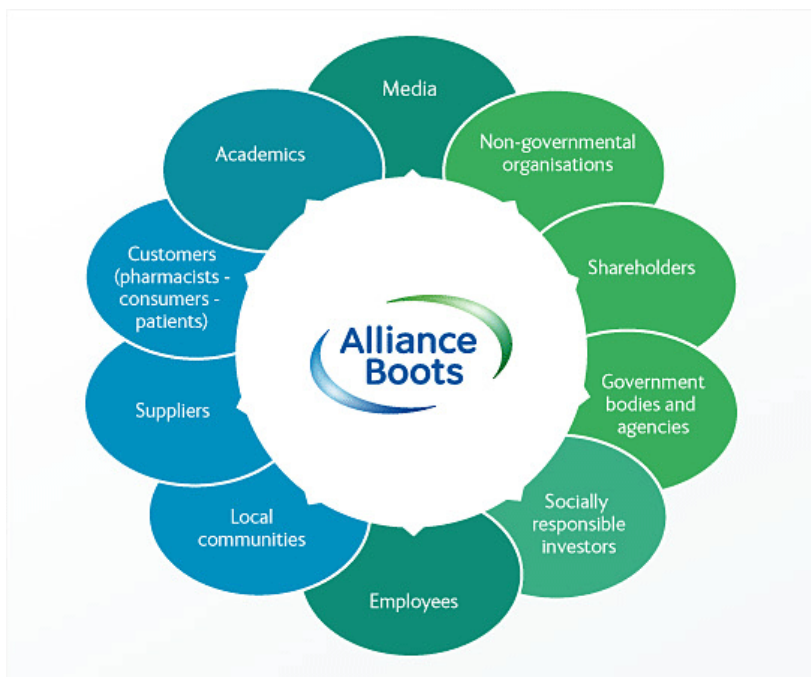 Media
Non-governmental
organisations
Shareholders
Government
bodies and
agencies
Socially
responsible
investors
Employees
Local
communities
Suppliers
Customers
(pharmacists -
consumers -
patients)
Academics
Alliance
Boots